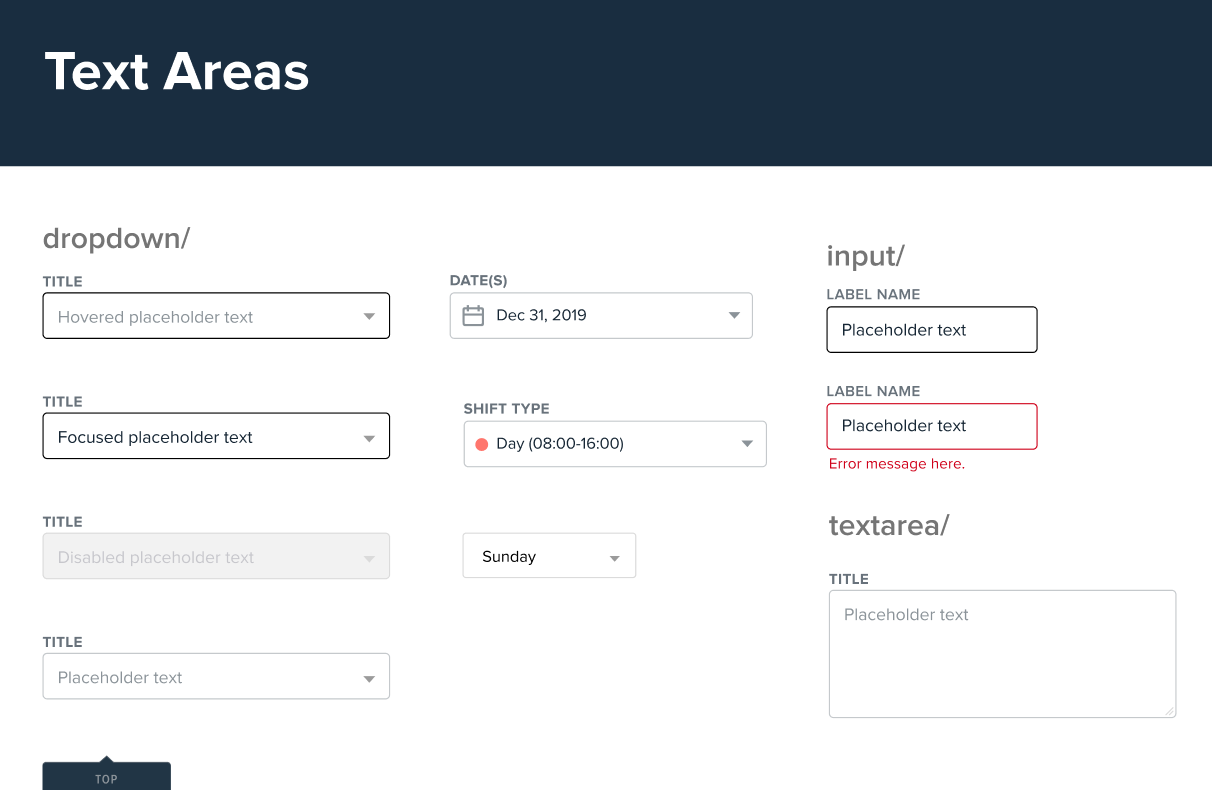 Text Areas
dropdown/
TITLE
Hovered placeholder text
TITLE
Focused placeholder text
TITLE
Disabled placeholder text
TITLE
Placeholder text
TOP
DATE(S)
Dec 31, 2019
SHIFT TYPE
Day (08:00-16:00)
Sunday
input/
LABEL NAME
Placeholder text
LABEL NAME
Placeholder text
Error message here.
textarea/
TITLE
Placeholder text